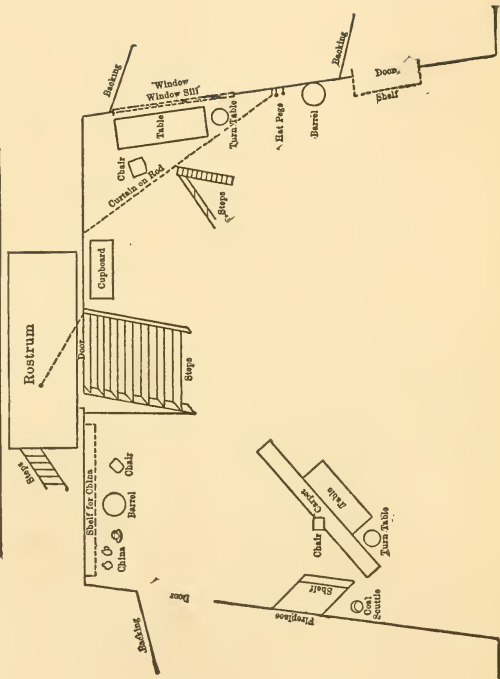 Backing
Window
Window Sill
Table
Turn Table
Hat Pegs
Barrel
Backing
Door
Shelf
Chair
Curtain on Rod
Steps
Cupboard
Rostrum
Door
Steps
Steps
Shelf for China
Chair
Barrel
China
Door
Backing
Carpet
Table
Chair
Turn Table
Shelf
Fireplace
Coal
Scuttle